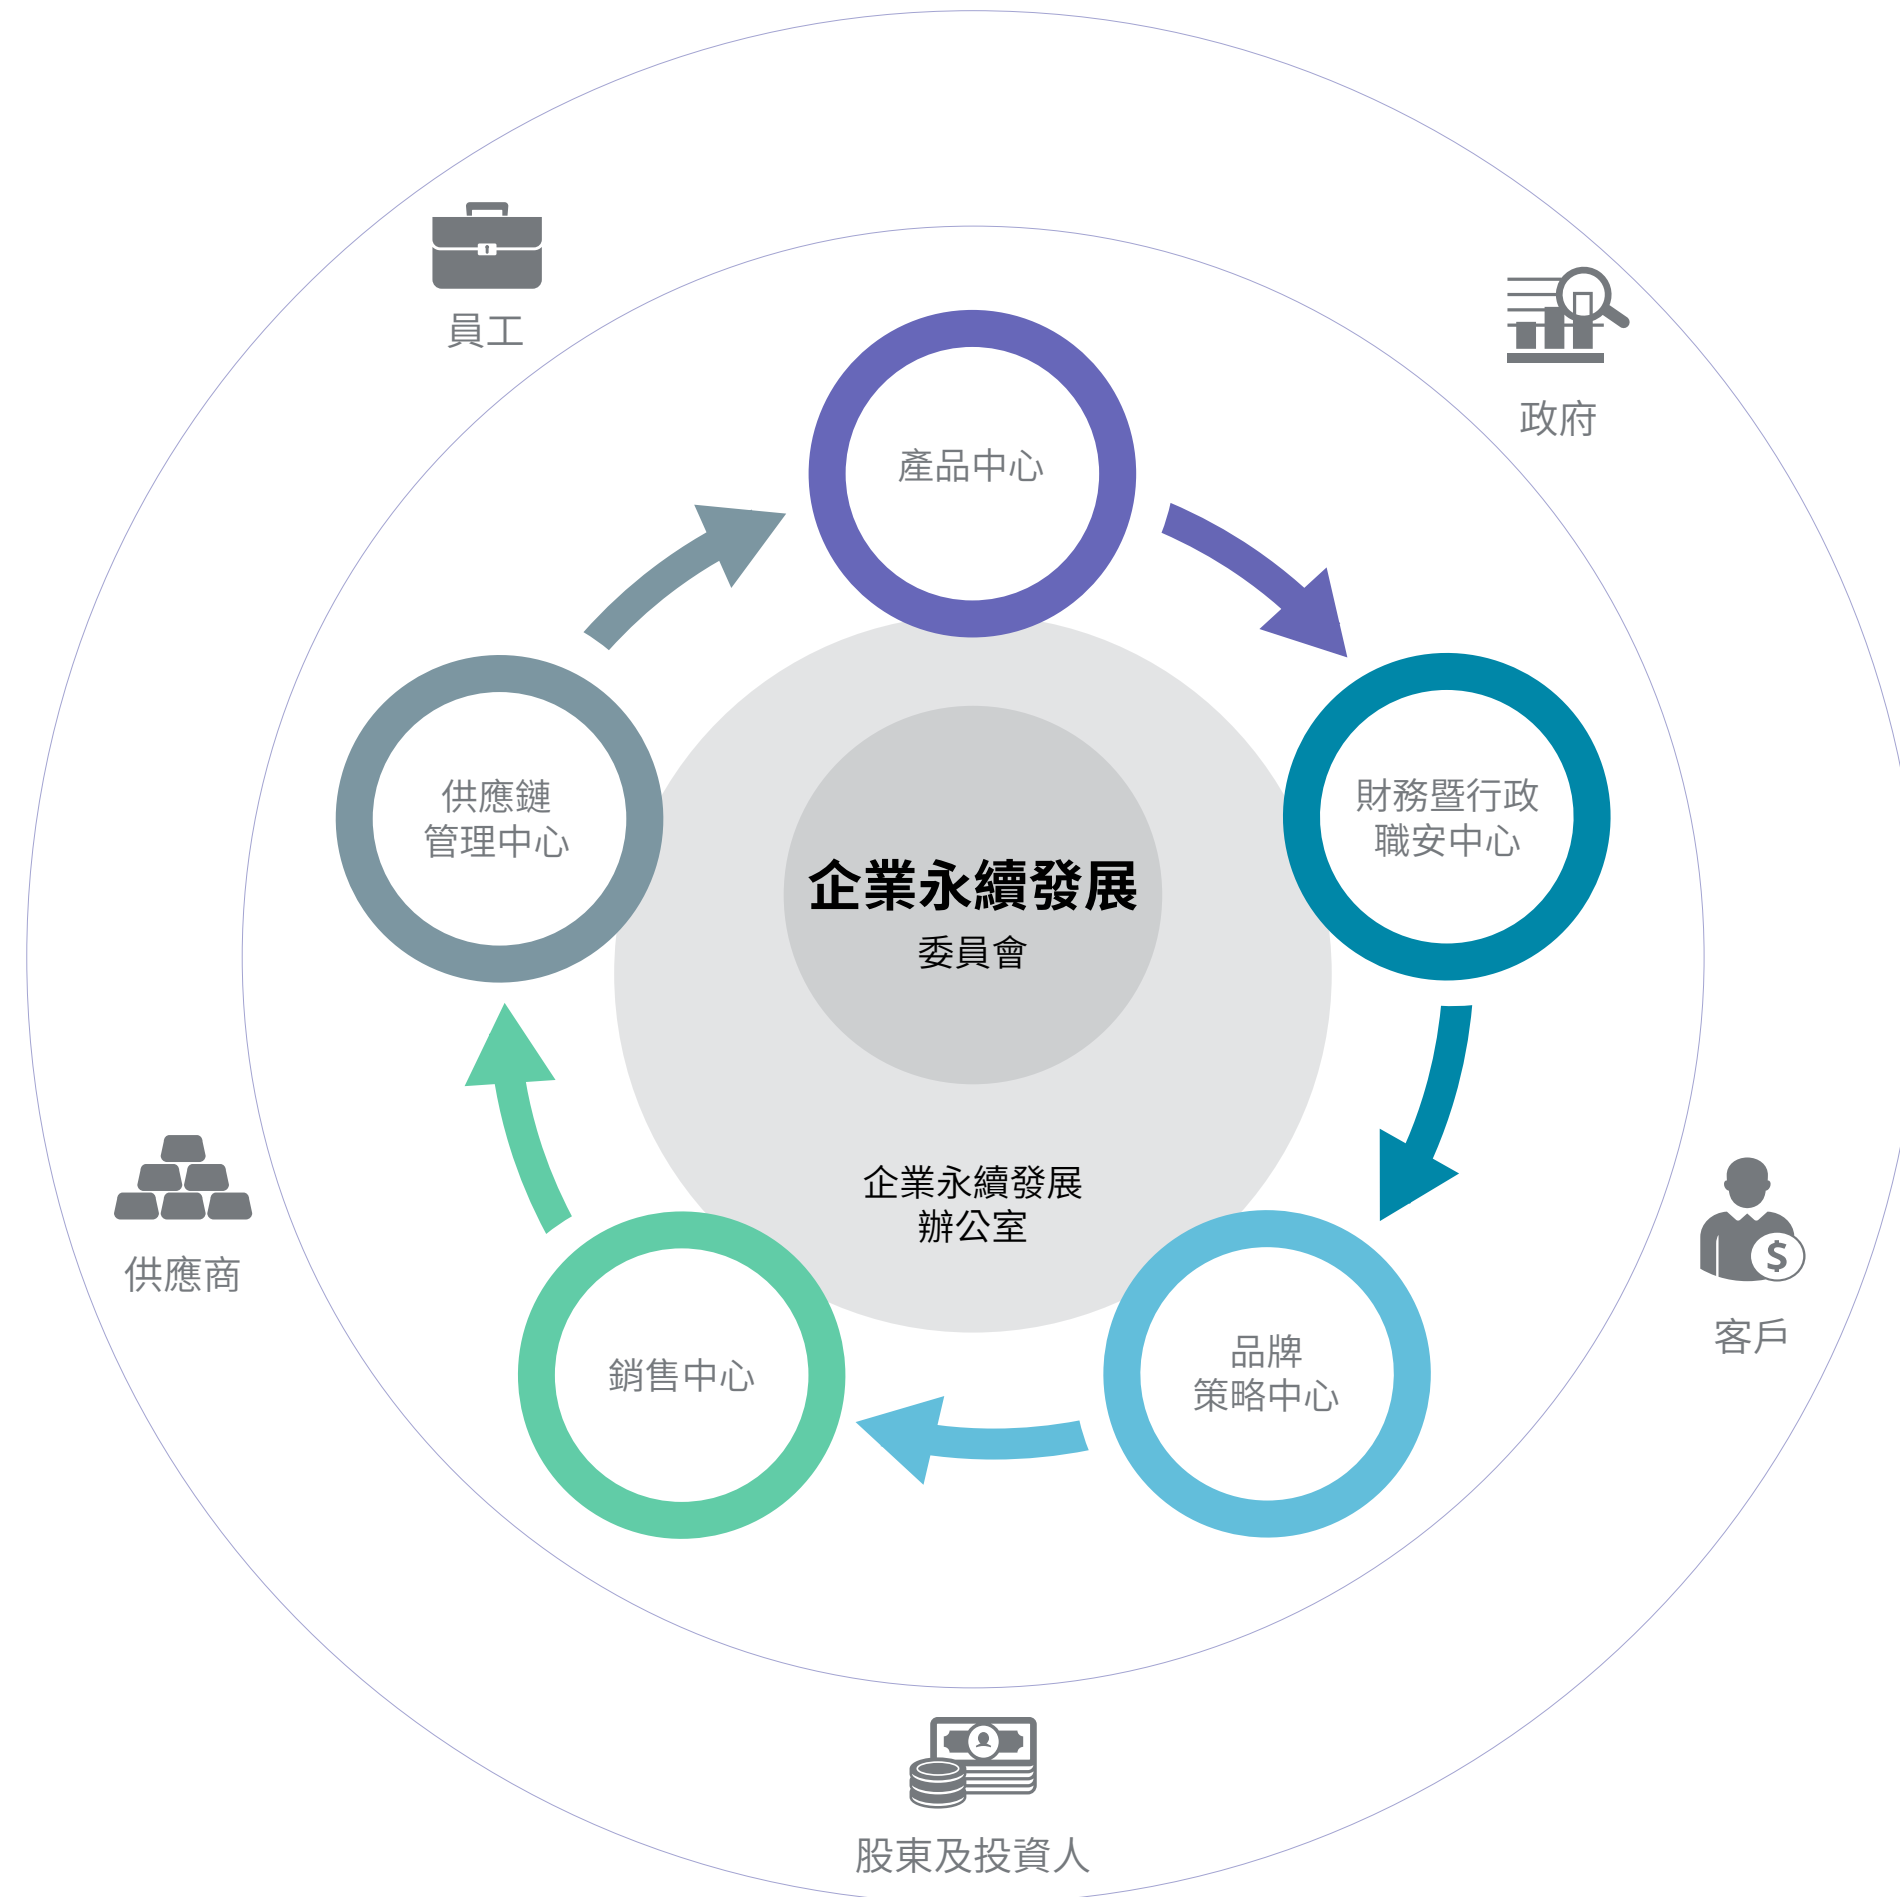 員工
政府
產品中心
供應鏈
管理中心
財務暨行政
職安中心
企業永續發展
委員會
企業永續發展
辦公室
供應商
客戶
銷售中心
品牌
策略中心
$
股東及投資人